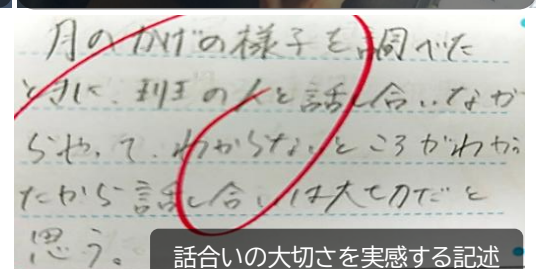 月のかげの様子を調べた
ときに、班の人と話し合いなが
らやって、わからないところがわかっ
たから話し合いは大切だと
思う。
話合いの大切さを実感する記述